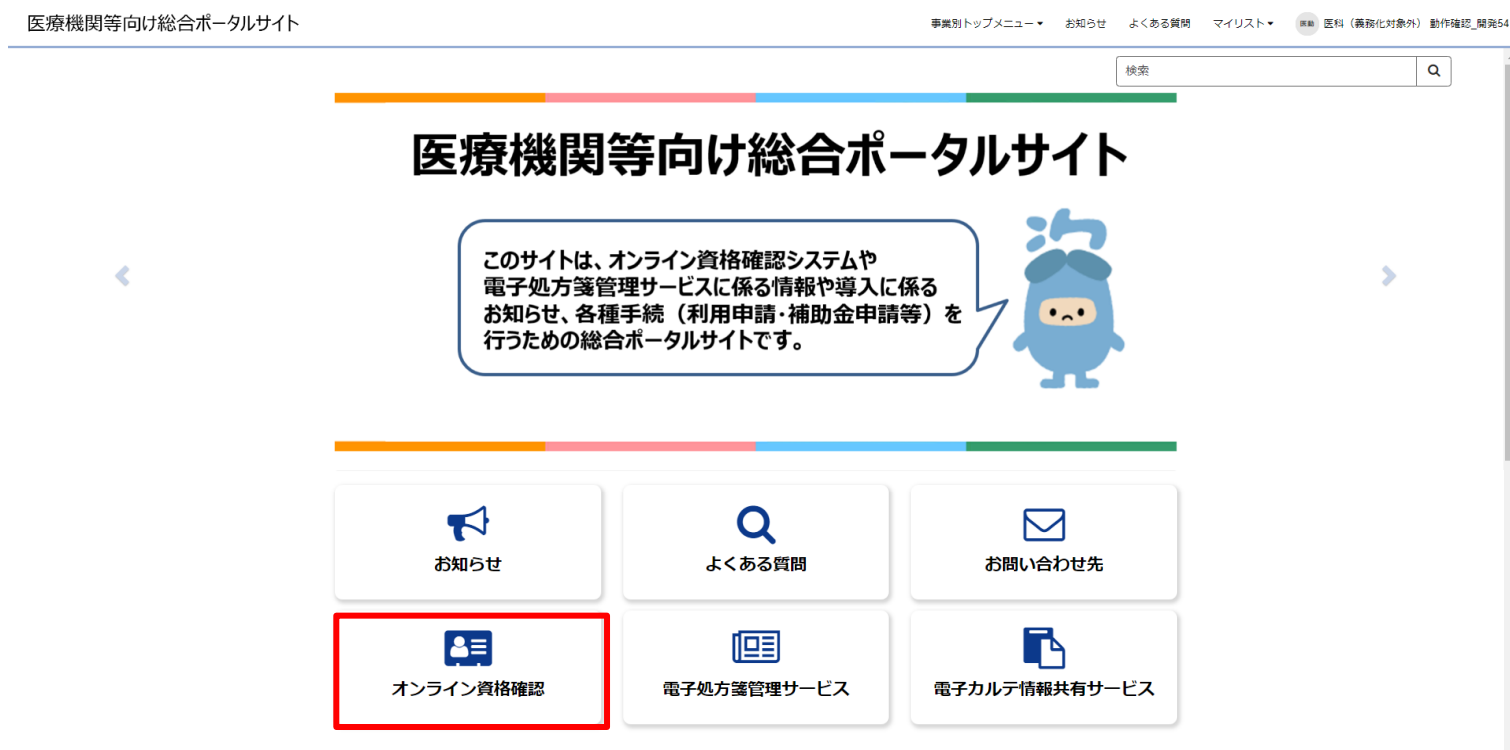 医療機関等向け総合ポータルサイト
事業別トップメニュー お知らせ よくある質問 マイリスト 医動 医科（義務化対象外） 動作確認_開発54
検索
医療機関等向け総合ポータルサイト
このサイトは、オンライン資格確認システムや
電子処方箋管理サービスに係る情報や導入に係る
お知らせ、各種手続（利用申請・補助金申請等）を
行うための総合ポータルサイトです。
お知らせ よくある質問 お問い合わせ先
オンライン資格確認 電子処方箋管理サービス 電子カルテ情報共有サービス